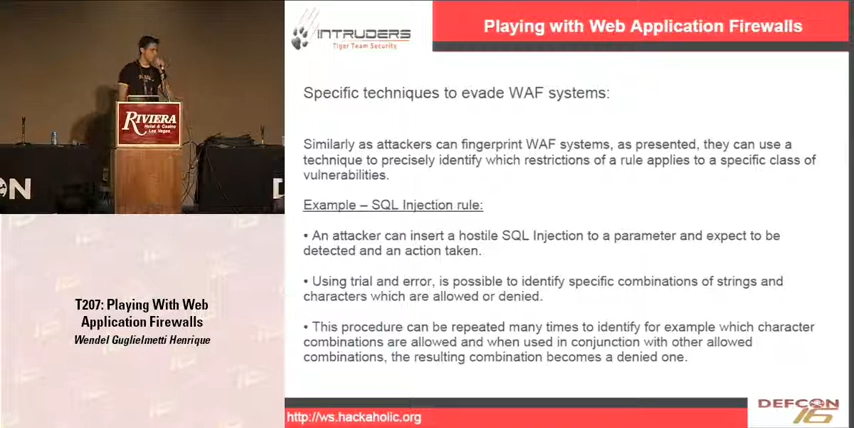 INTRUDERS
Tiger Team Security
Playing with Web Application Firewalls
RIVIERA
Hotel & Casino
Las Vegas
Specific techniques to evade WAF systems:
Similarly as attackers can fingerprint WAF systems, as presented, they can use a
technique to precisely identify which restrictions of a rule applies to a specific class of
vulnerabilities.
Example – SQL Injection rule:
• An attacker can insert a hostile SQL Injection to a parameter and expect to be
detected and an action taken.
• Using trial and error, is possible to identify specific combinations of strings and
characters which are allowed or denied.
• This procedure can be repeated many times to identify for example which character
combinations are allowed and when used in conjunction with other allowed
combinations, the resulting combination becomes a denied one.
T207: Playing With Web
Application Firewalls
Wendel Guglielmetti Henrique
http://ws.hackaholic.org
DEFCON
16